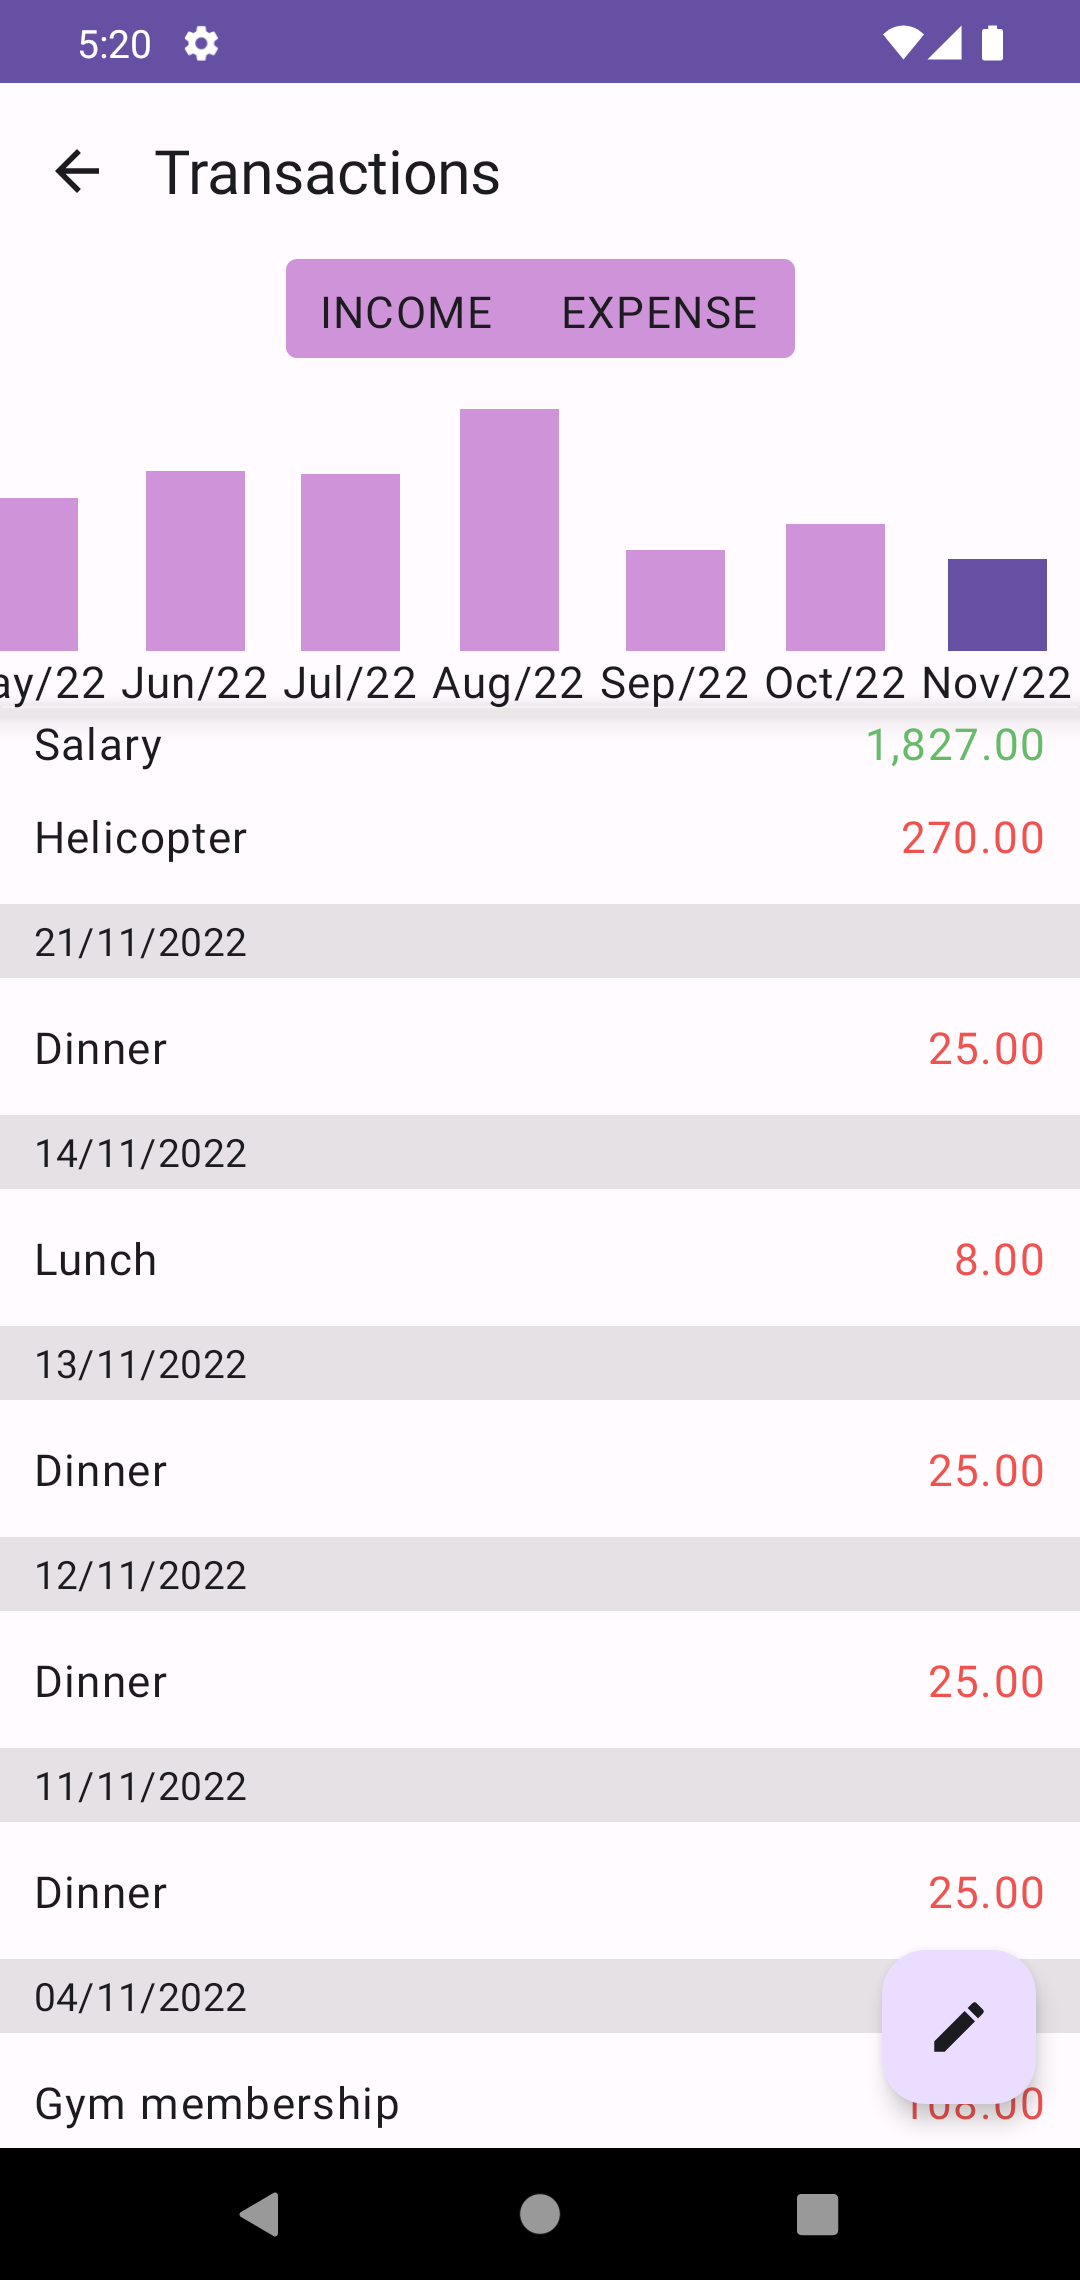 5:20
Transactions
INCOME EXPENSE
ay/22 Jun/22 Jul/22 Aug/22 Sep/22 Oct/22 Nov/22
Salary 1,827.00
Helicopter 270.00
21/11/2022
Dinner 25.00
14/11/2022
Lunch 8.00
13/11/2022
Dinner 25.00
12/11/2022
Dinner 25.00
11/11/2022
Dinner 25.00
04/11/2022
Gym membership 108.00